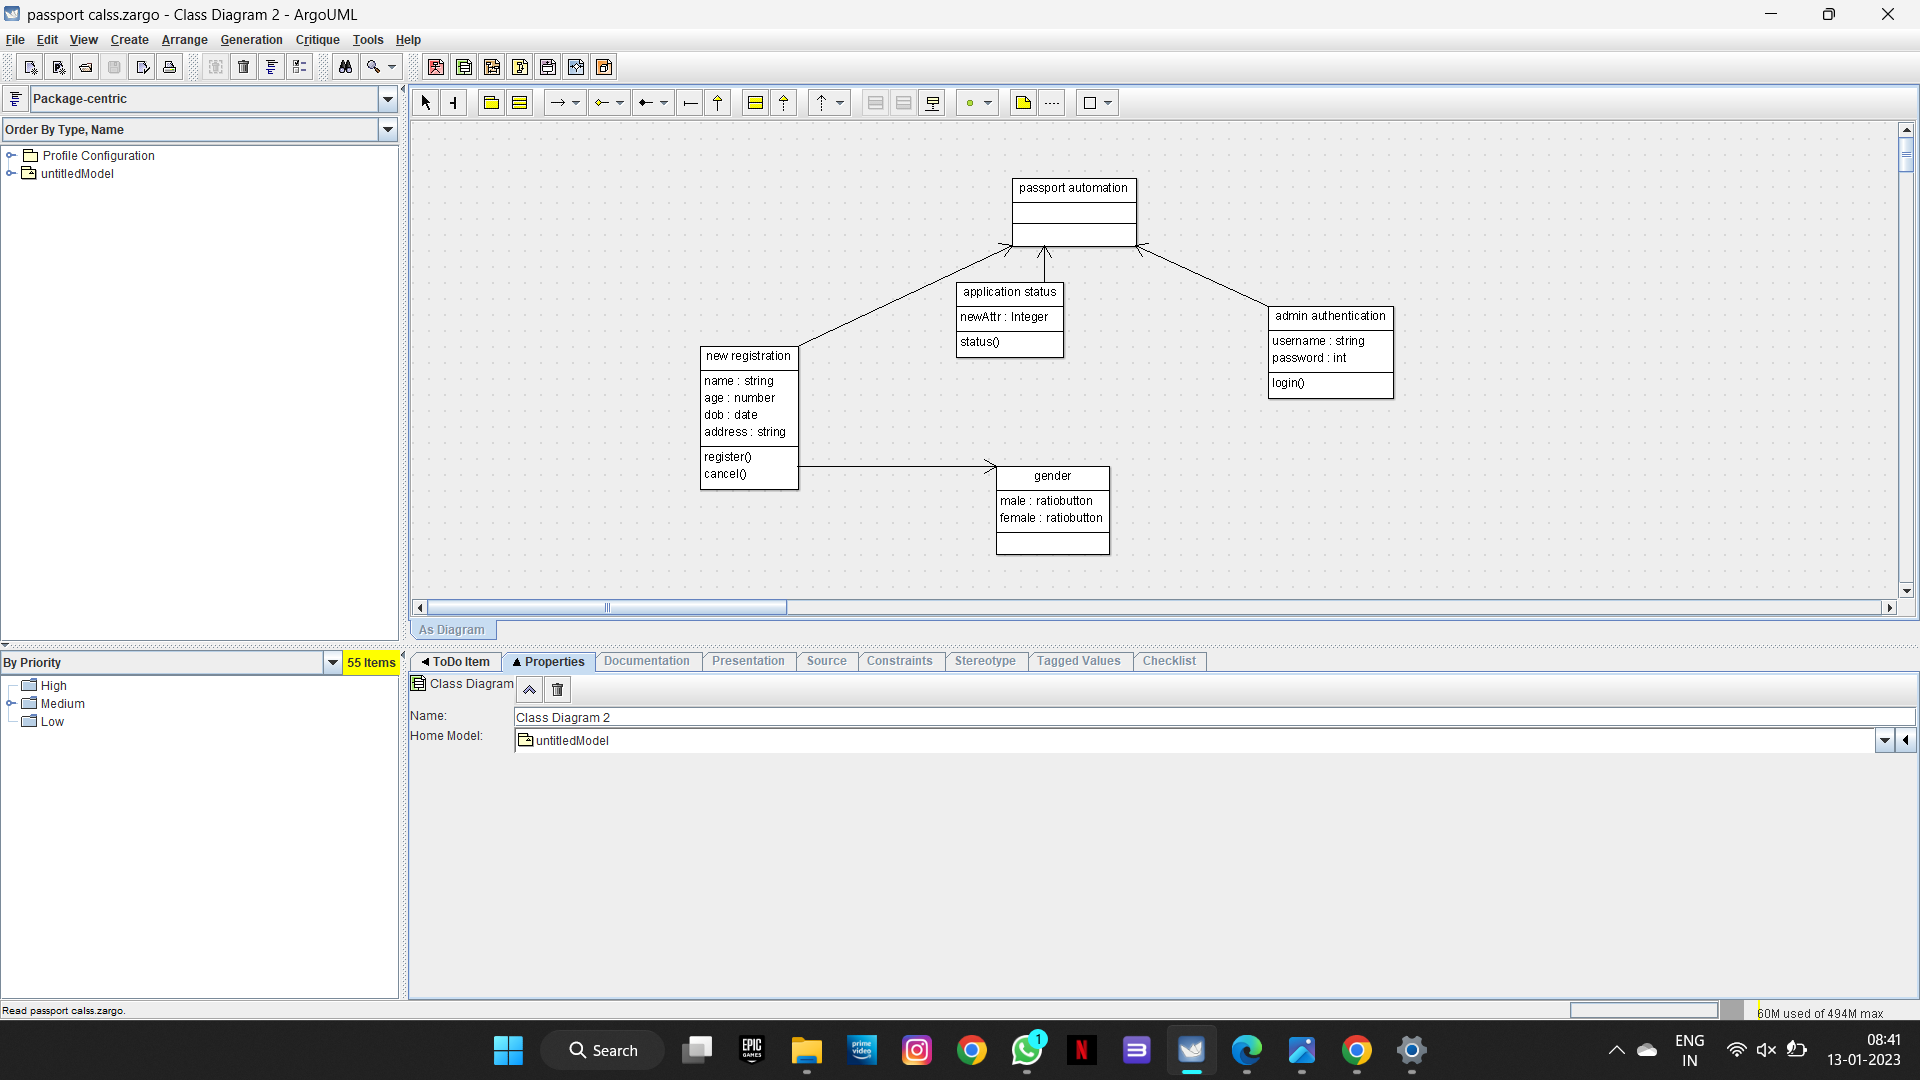 passport calss.zargo - Class Diagram 2 - ArgoUML
File Edit View Create Arrange Generation Critique Tools Help
Package-centric
Order By Type, Name
Profile Configuration
untitledModel
passport automation
application status
newAttr : Integer
status()
admin authentication
username : string
password : int
login()
new registration
name : string
age : number
dob : date
address : string
register()
cancel()
gender
male : ratiobutton
female : ratiobutton
As Diagram
By Priority
55 Items
High
Medium
Low
ToDo Item Properties Documentation Presentation Source Constraints Stereotype Tagged Values Checklist
Class Diagram
Name:
Class Diagram 2
Home Model:
untitledModel
Read passport calss.zargo.
60M used of 494M max
Search
EPIC
GAMES
prime
video
1
N
B
ENG
IN
08:41
13-01-2023